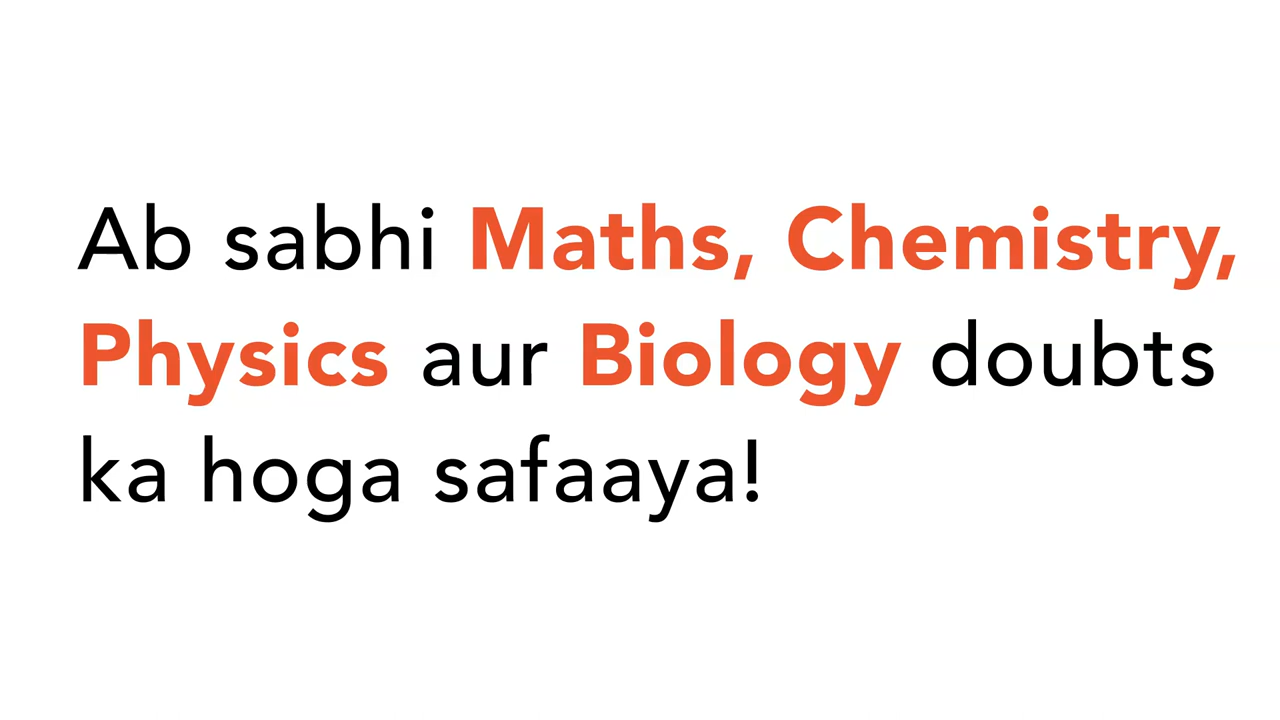 Ab sabhi Maths, Chemistry,
Physics aur Biology doubts
ka hoga safaaya!